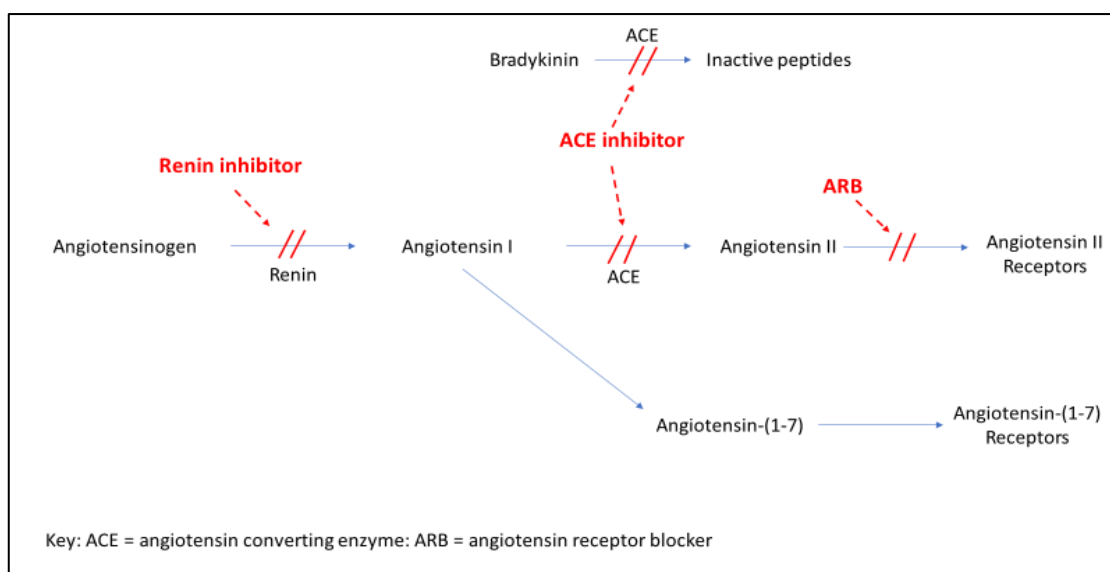 ACE
Bradykinin
Inactive peptides
ACE inhibitor
Renin inhibitor
ARB
Angiotensinogen
Angiotensin I
Angiotensin II
Angiotensin II
Receptors
Renin
ACE
Angiotensin-(1-7)
Angiotensin-(1-7)
Receptors
Key: ACE = angiotensin converting enzyme: ARB = angiotensin receptor blocker